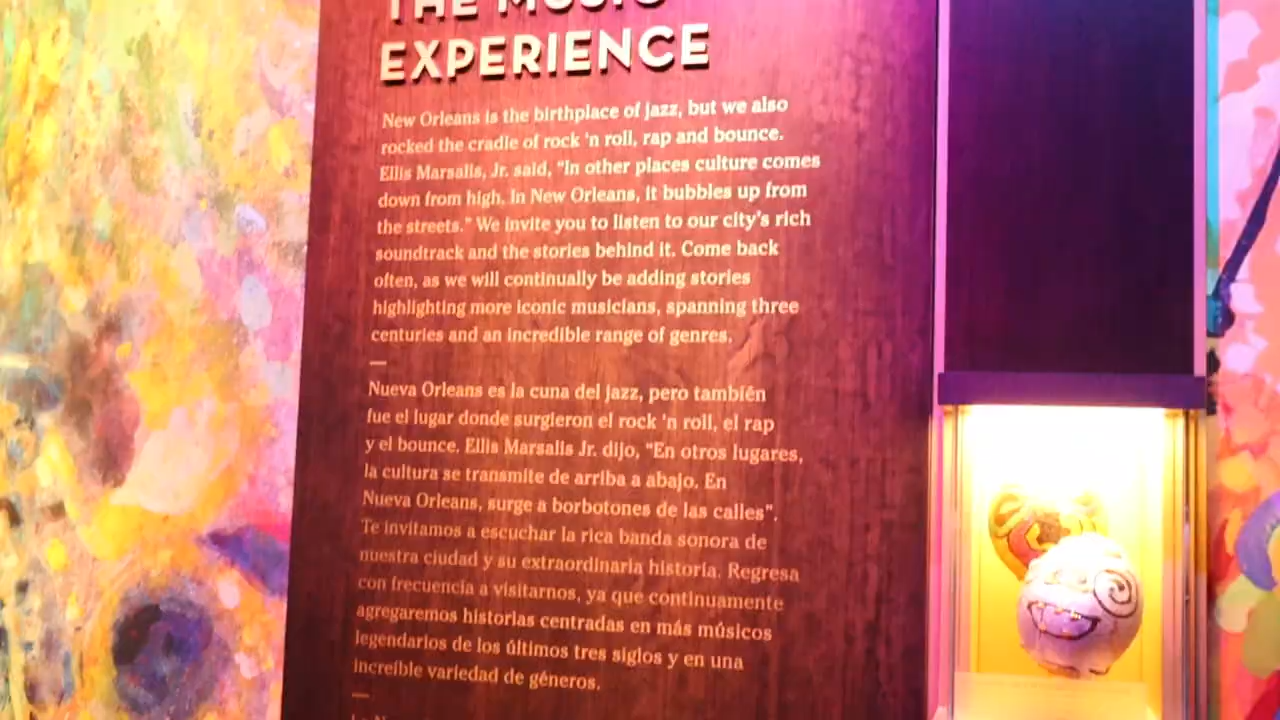 THE MUSIC
EXPERIENCE
New Orleans is the birthplace of jazz, but we also
rocked the cradle of rock 'n roll, rap and bounce.
Ellis Marsalis, Jr. said, "In other places culture comes
down from high. In New Orleans, it bubbles up from
the streets." We invite you to listen to our city's rich
soundtrack and the stories behind it. Come back
often, as we will continually be adding stories
highlighting more iconic musicians, spanning three
centuries and an incredible range of genres.
—
Nueva Orleans es la cuna del jazz, pero también
fue el lugar donde surgieron el rock 'n roll, el rap
y el bounce. Ellis Marsalis Jr. dijo, "En otros lugares,
la cultura se transmite de arriba a abajo. En
Nueva Orleans, surge a borbotones de las calles".
Te invitamos a escuchar la rica banda sonora de
nuestra ciudad y su extraordinaria historia. Regresa
con frecuencia a visitarnos, ya que continuamente
agregaremos historias centradas en más músicos
legendarios de los últimos tres siglos y en una
increíble variedad de géneros.
—